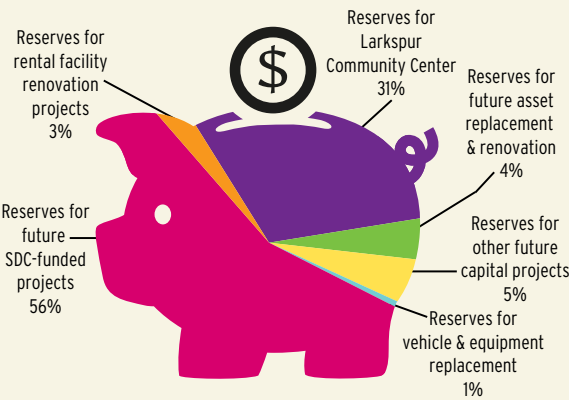 $
Reserves for
rental facility
renovation
projects
3%
Reserves for
Larkspur
Community Center
31%
Reserves for
future asset
replacement
& renovation
4%
Reserves for
other future
capital projects
5%
Reserves for
vehicle & equipment
replacement
1%
Reserves for
future
SDC-funded
projects
56%